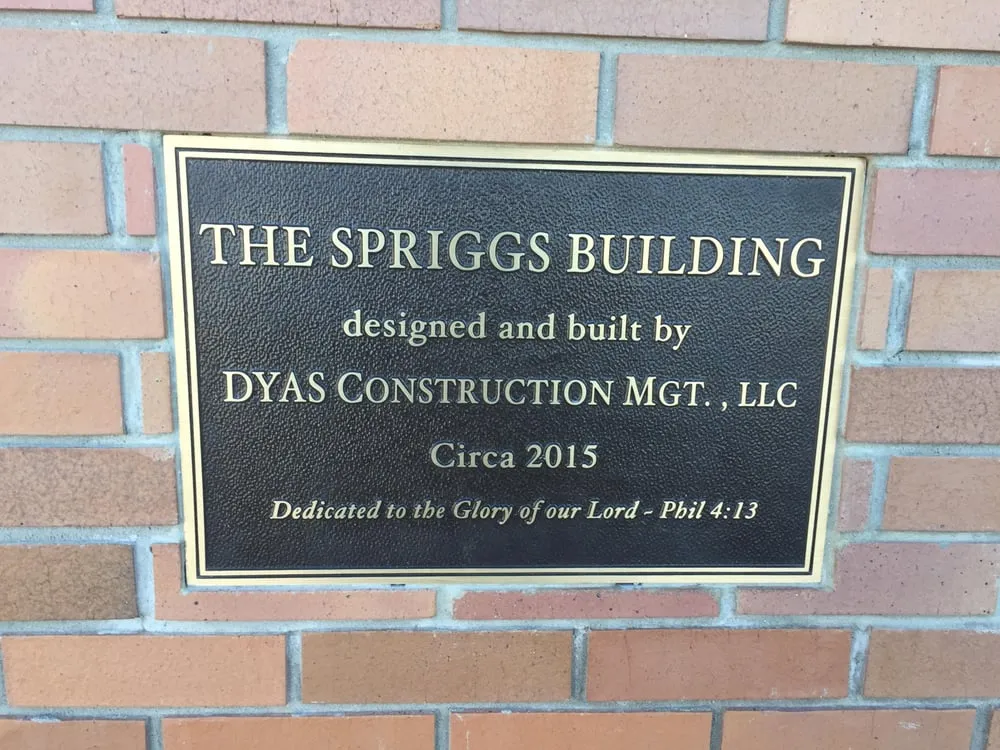 THE SPRIGGS BUILDING
designed and built by
DYAS CONSTRUCTION MGT. , LLC
Circa 2015
Dedicated to the Glory of our Lord - Phil 4:13